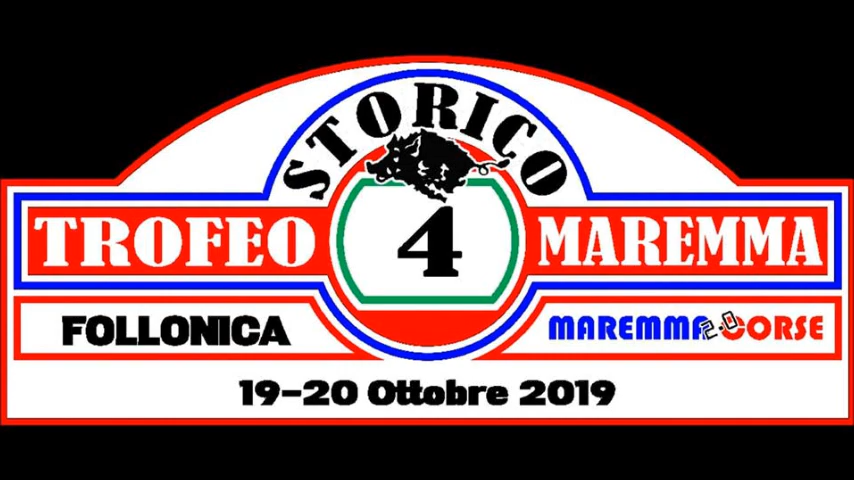 STORICO
TROFEO 4 MAREMMA
FOLLONICA
MAREMMA 2.0 CORSE
19-20 Ottobre 2019